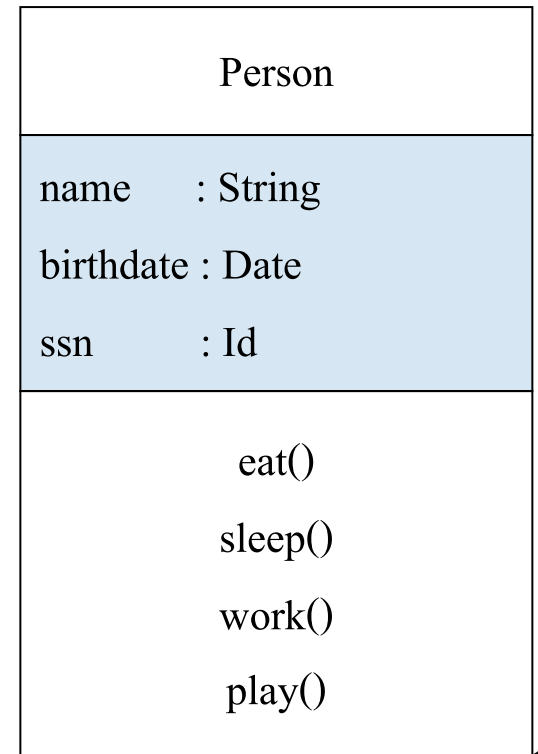 Person
name : String
birthdate : Date
ssn : Id
eat()
sleep()
work()
play()